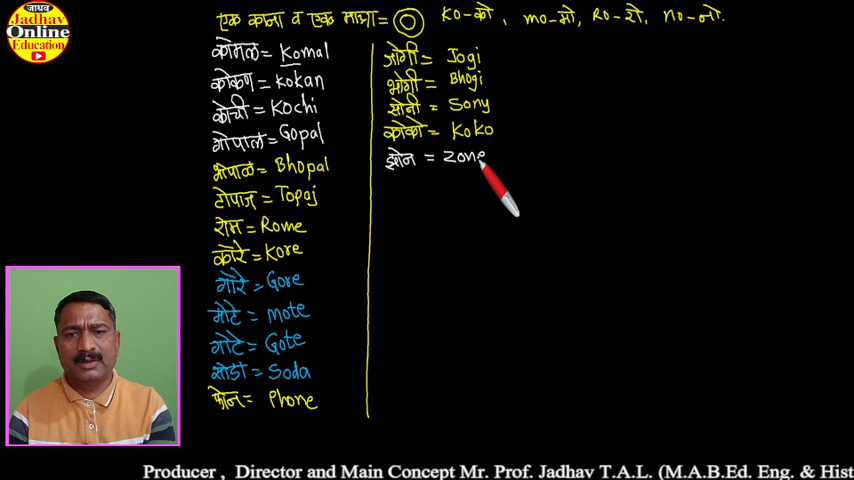 जाधव
Jadhav
Online
Education
एक काना व एक मात्रा = O Ko-को, mo-मो, Ro-रो, no-नो.
कोमल = Komal
कोकण = Kokan
कोची = Kochi
गोपाल = Gopal
भोपाळ = Bhopal
टोपाज = Topaj
रोम = Rome
कोरे = Kore
गोरे = Gore
मोटे = mote
गोटे = Gote
सोडा = Soda
फोन = Phone
जोगी = Jogi
भोगी = Bhogi
सोनी = Sony
कोको = Koko
झोन = Zone
Producer , Director and Main Concept Mr. Prof. Jadhav T.A.L. (M.A.B.Ed. Eng. & Hist